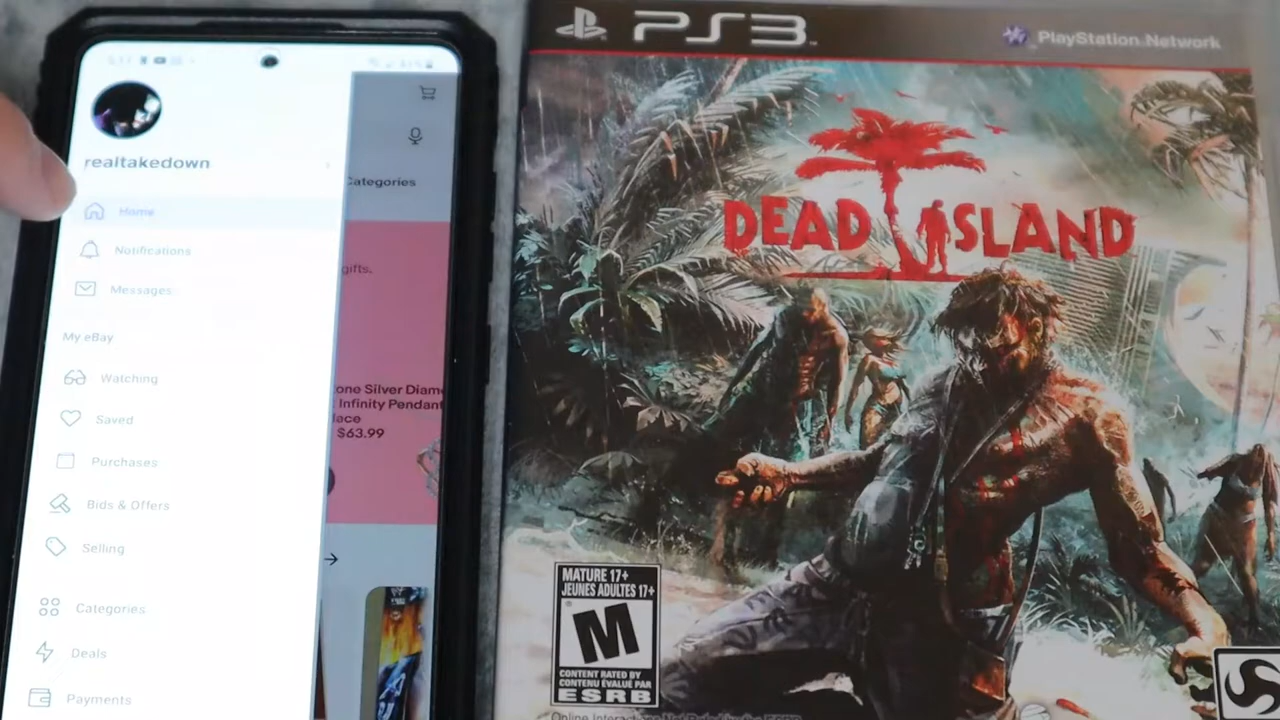 realtakedown
Home
Notifications
Messages
My eBay
Watching
Saved
Purchases
Bids & Offers
Selling
Categories
Deals
Payments
Categories
gifts.
one Silver Diam
Infinity Pendant
lace
$63.99
PS3
PlayStation Network
DEAD ISLAND
MATURE 17+
JEUNES ADULTES 17+
M
CONTENT RATED BY
CONTENU ÉVALUÉ PAR
ESRB